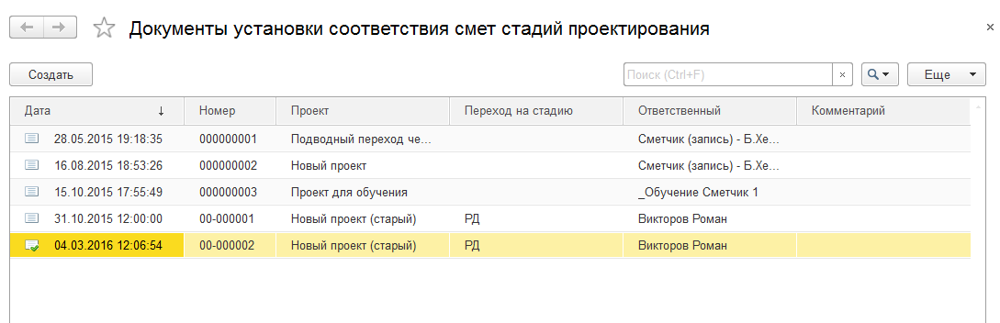 Документы установки соответствия смет стадий проектирования
Создать Поиск (Ctrl+F) Еще
Дата Номер Проект Переход на стадию Ответственный Комментарий
28.05.2015 19:18:35 000000001 Подводный переход че... Сметчик (запись) - Б.Хе...
16.08.2015 18:53:26 000000002 Новый проект Сметчик (запись) - Б.Хе...
15.10.2015 17:55:49 000000003 Проект для обучения _Обучение Сметчик 1
31.10.2015 12:00:00 00-000001 Новый проект (старый) РД Викторов Роман
04.03.2016 12:06:54 00-000002 Новый проект (старый) РД Викторов Роман